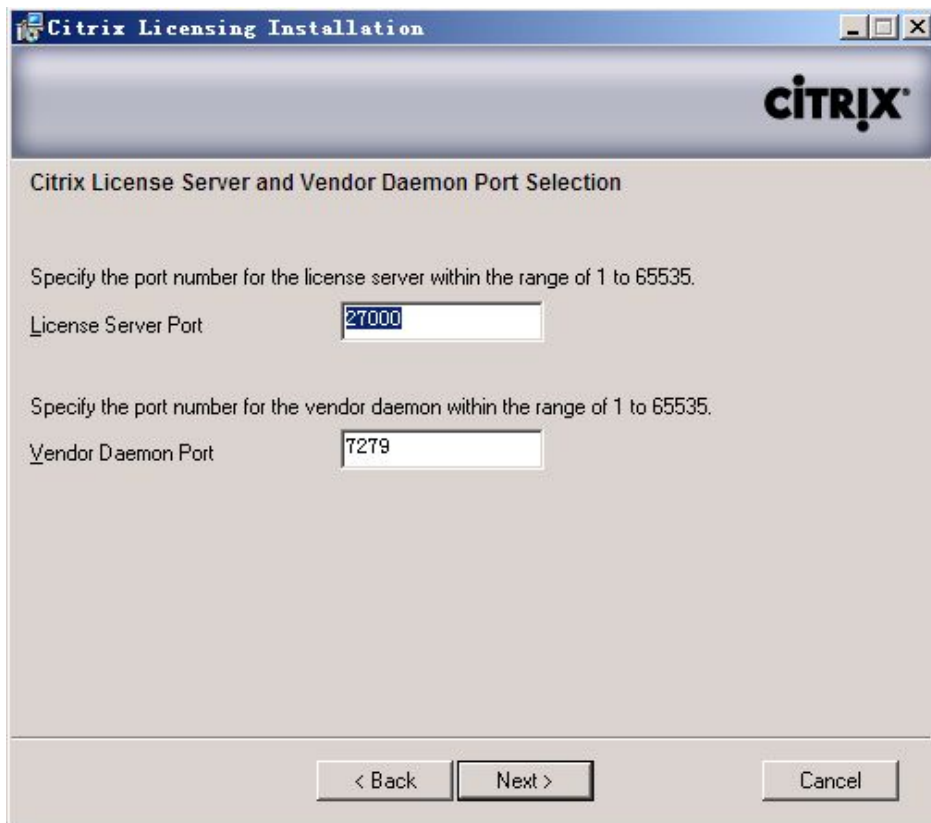 Citrix Licensing Installation
CİTRỊX
Citrix License Server and Vendor Daemon Port Selection
Specify the port number for the license server within the range of 1 to 65535.
License Server Port 27000
Specify the port number for the vendor daemon within the range of 1 to 65535.
Vendor Daemon Port 7279
< Back Next > Cancel